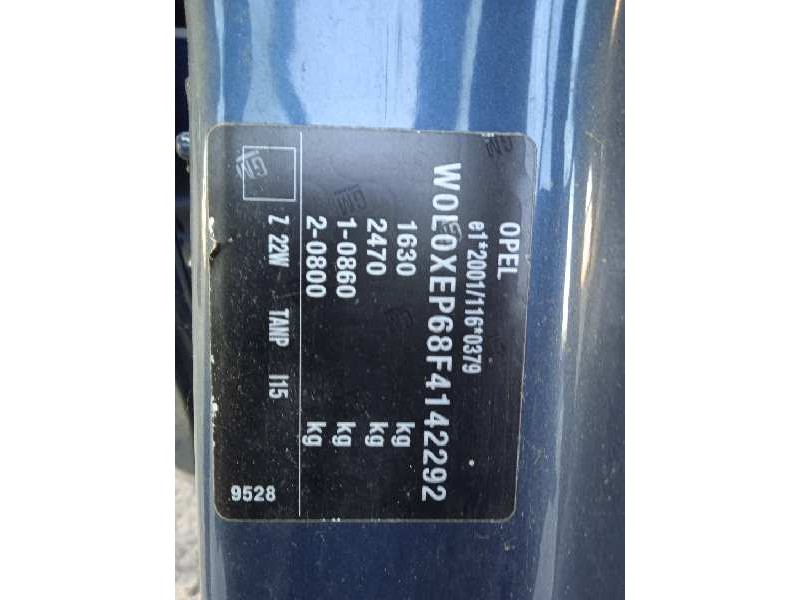 OPEL
e1*2001/116*0379
W0L0XEP68F4142292
1630 kg
2470 kg
1-0860 kg
2-0800 kg
Z 22W TANP I15
GM
9528